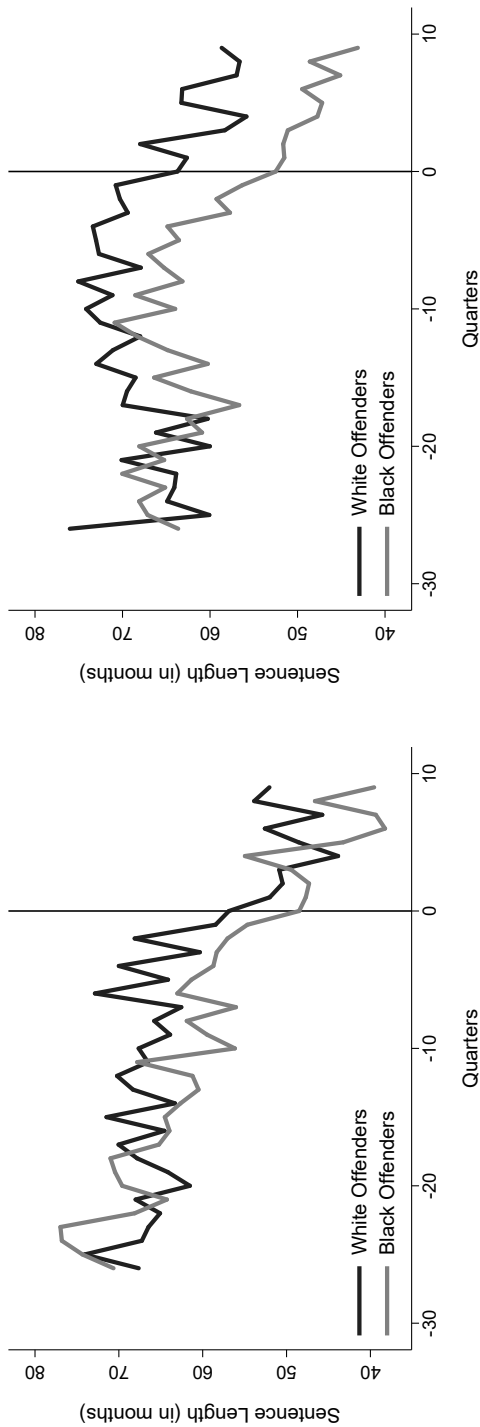 Sentence Length (in months)
80
70
60
50
40
White Offenders
Black Offenders
-30
-20
-10
0
10
Quarters
Sentence Length (in months)
80
70
60
50
40
White Offenders
Black Offenders
-30
-20
-10
0
10
Quarters